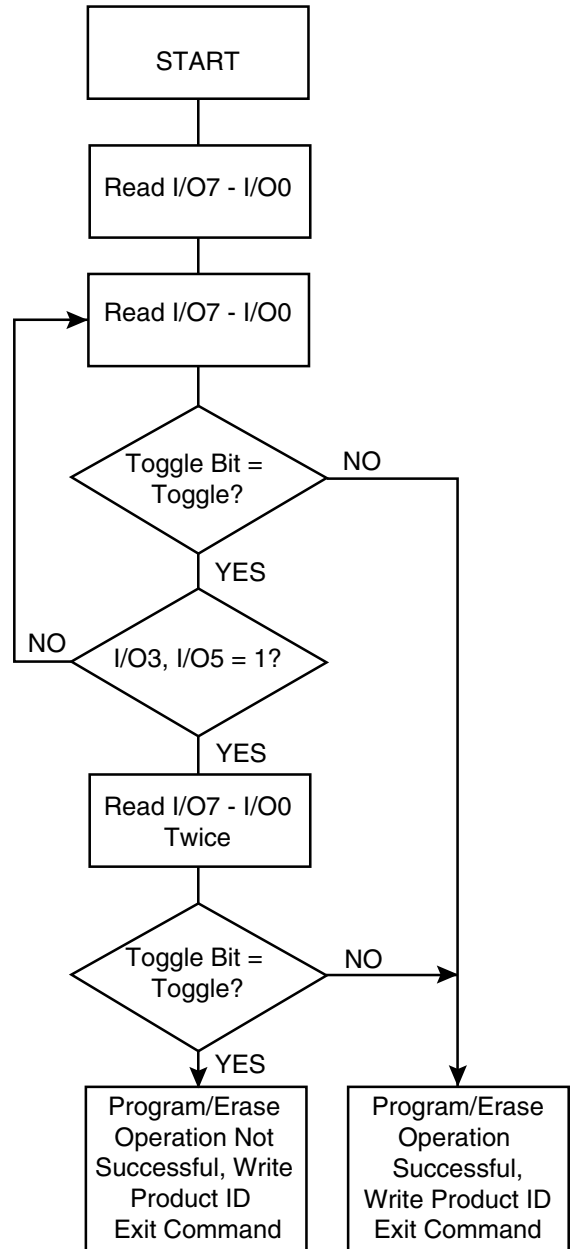 START
Read I/O7 - I/O0
Read I/O7 - I/O0
Toggle Bit =
Toggle?
NO
YES
NO
I/O3, I/O5 = 1?
YES
Read I/O7 - I/O0
Twice
Toggle Bit =
Toggle?
NO
YES
Program/Erase
Operation Not
Successful, Write
Product ID
Exit Command
Program/Erase
Operation
Successful,
Write Product ID
Exit Command